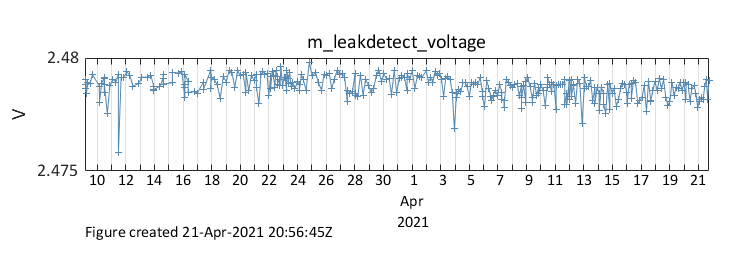 m_leakdetect_voltage
2.48
V
2.475
10 12 14 16 18 20 22 24 26 28 30 1 3 5 7 9 11 13 15 17 19 21
Apr
2021
Figure created 21-Apr-2021 20:56:45Z